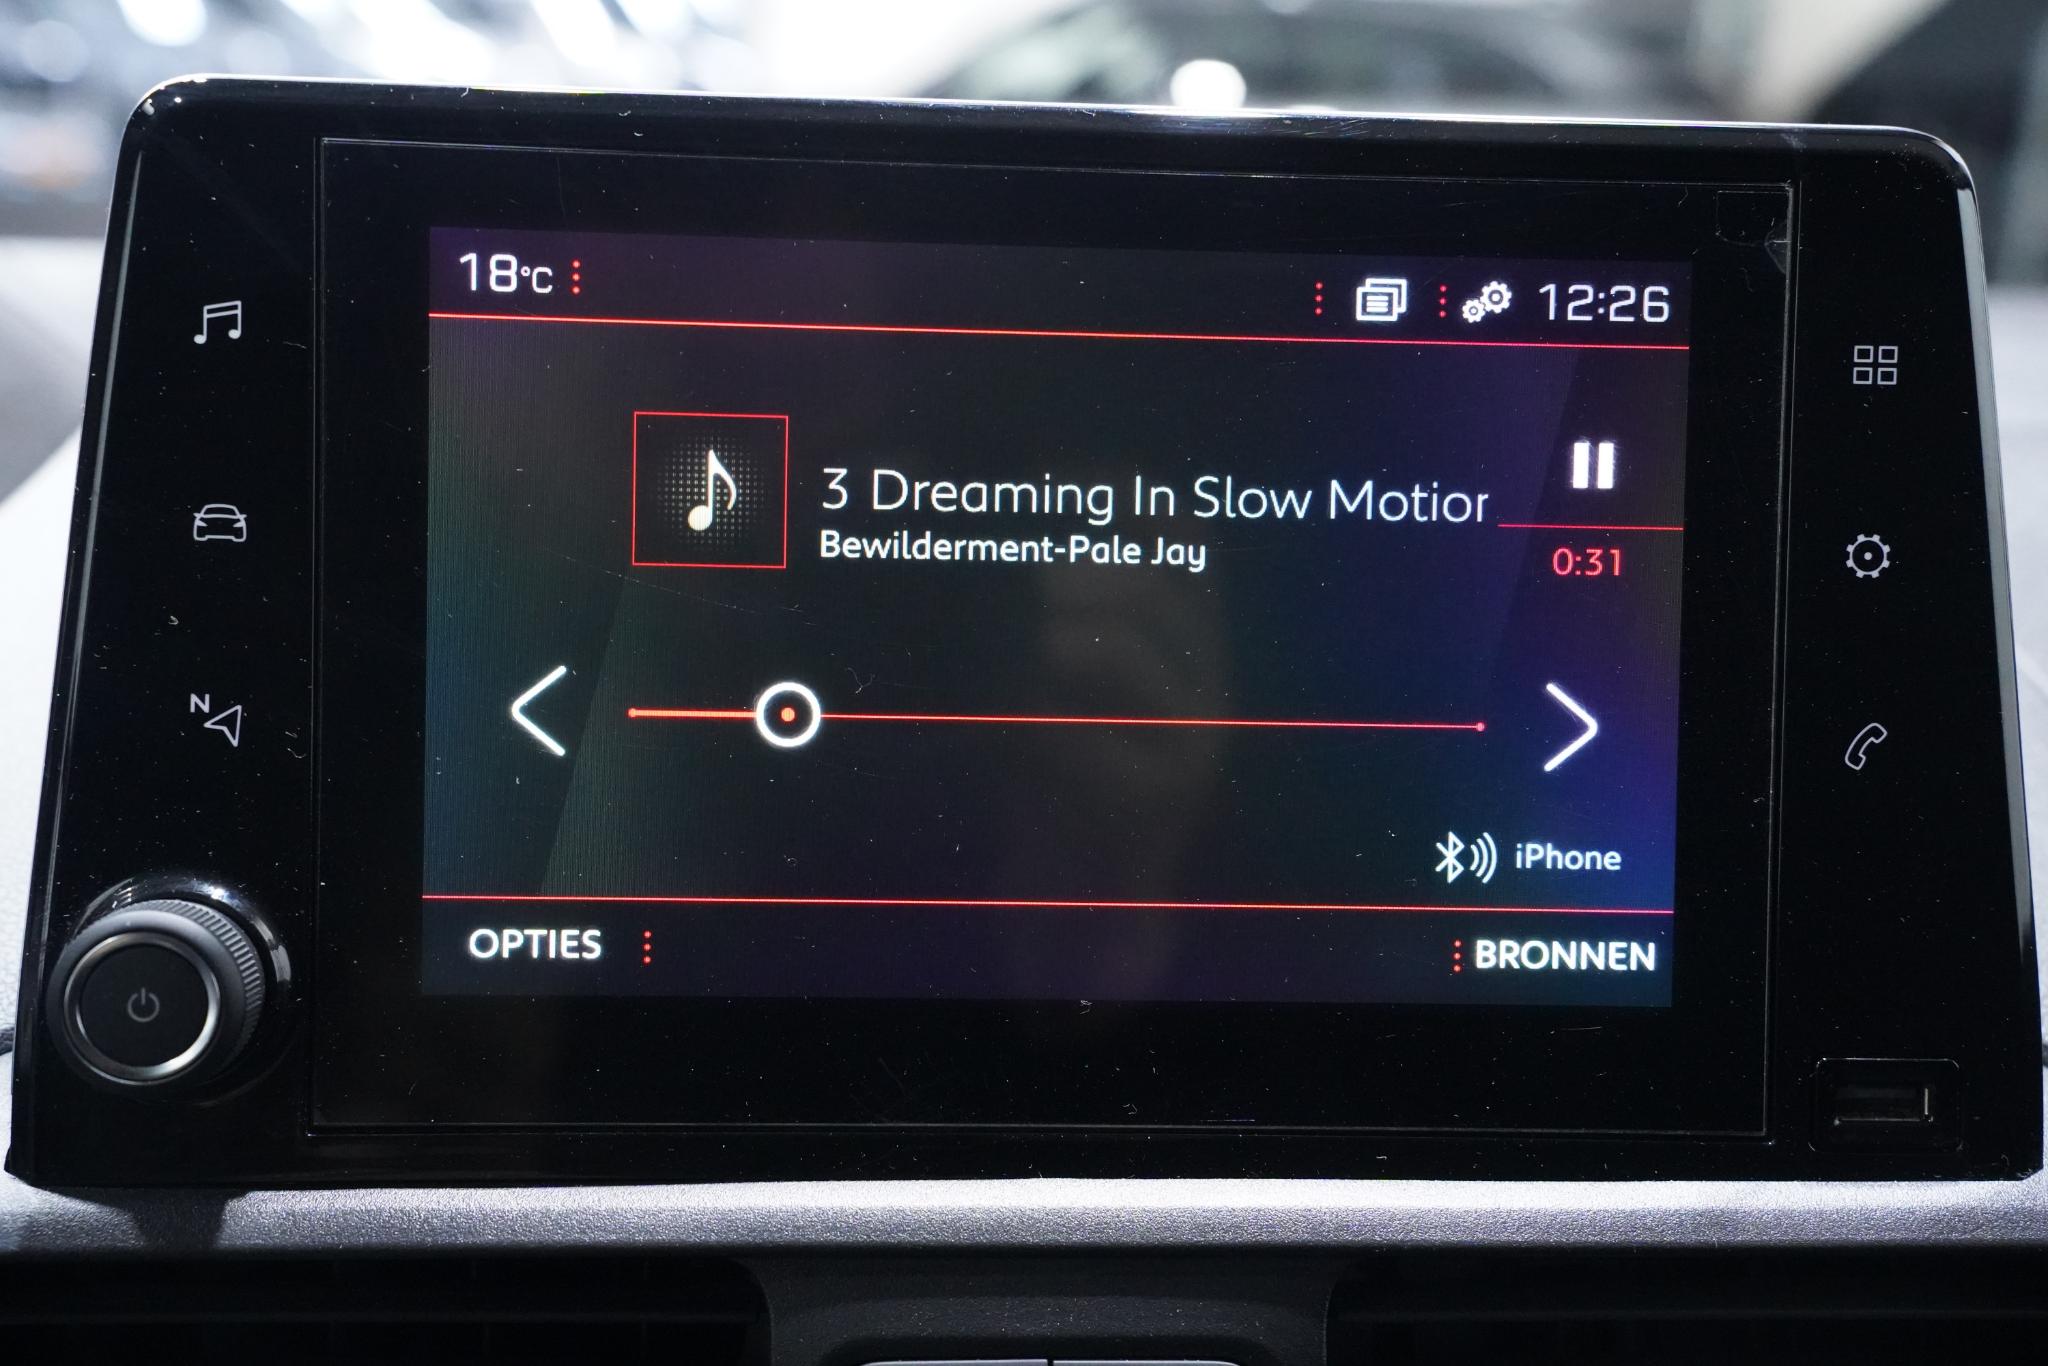 18°C
12:26
3 Dreaming In Slow Motior
Bewilderment-Pale Jay
0:31
N
iPhone
OPTIES
BRONNEN